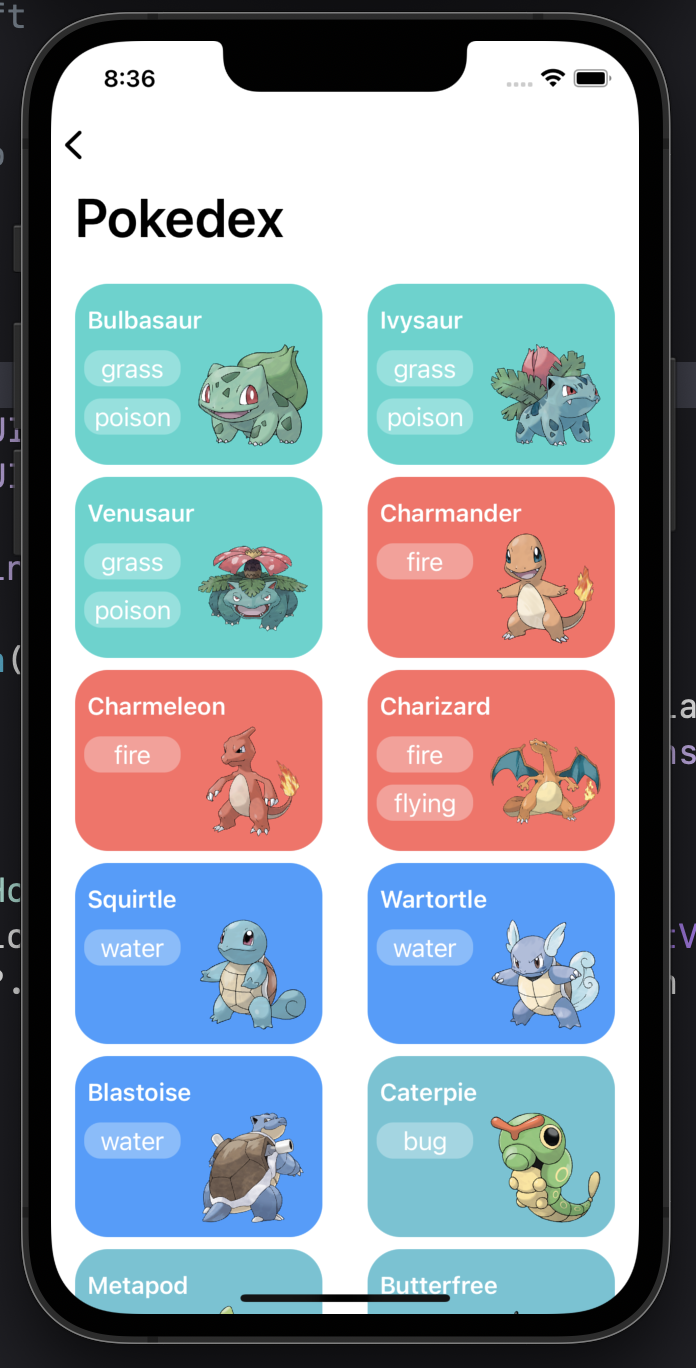 8:36
Pokedex
Bulbasaur
grass
poison
Ivysaur
grass
poison
Venusaur
grass
poison
Charmander
fire
Charmeleon
fire
Charizard
fire
flying
Squirtle
water
Wartortle
water
Blastoise
water
Caterpie
bug
Metapod
Butterfree